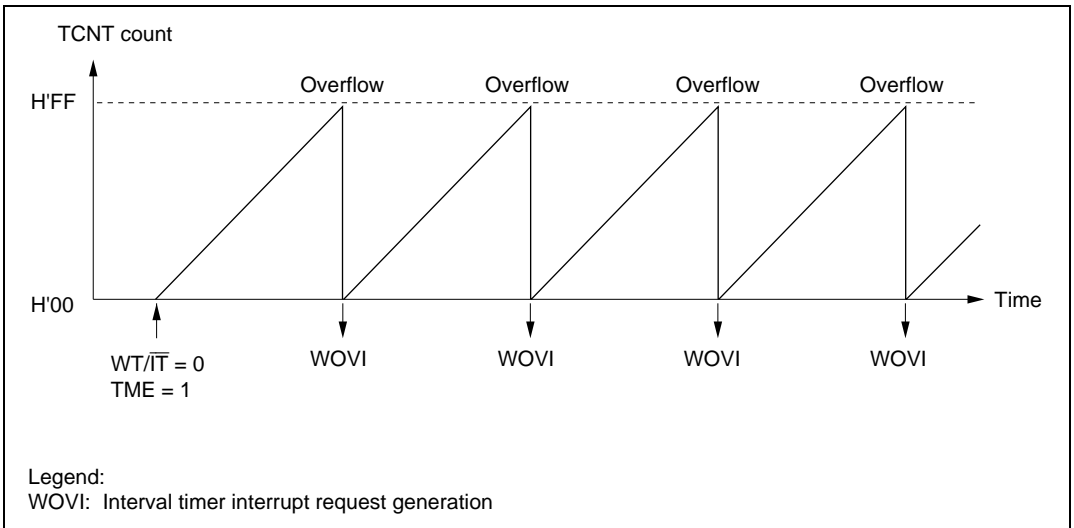 TCNT count
Overflow Overflow Overflow Overflow
H'FF
H'00
Time
WT/I̅T̅ = 0
TME = 1
WOVI WOVI WOVI WOVI
Legend:
WOVI: Interval timer interrupt request generation